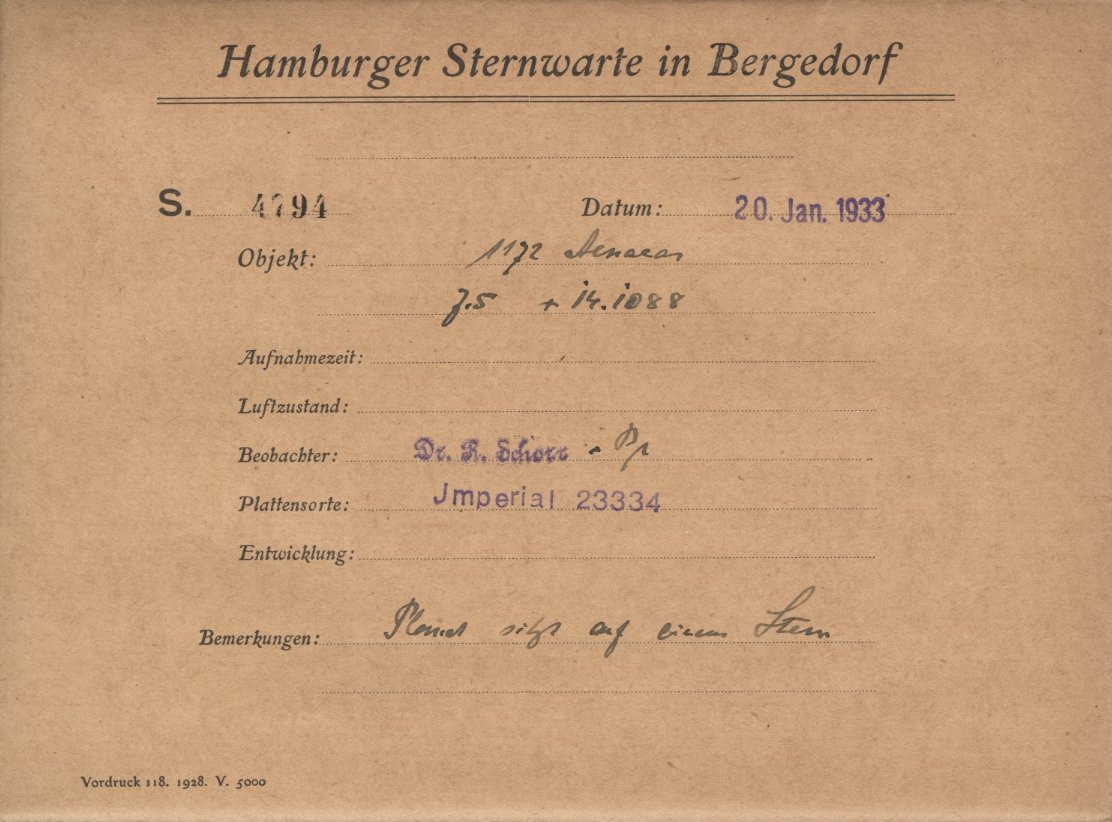 Hamburger Sternwarte in Bergedorf
S. 4794 Datum: 20. Jan. 1933
Objekt: 1172 Aeneas
7.5 + 14.1088
Aufnahmezeit:
Luftzustand:
Beobachter: Dr. R. Schorr -
Plattensorte: Jmperial 23334
Entwicklung:
Bemerkungen: Planet sitzt auf einem Stern
Vordruck 118. 1928. V. 5000